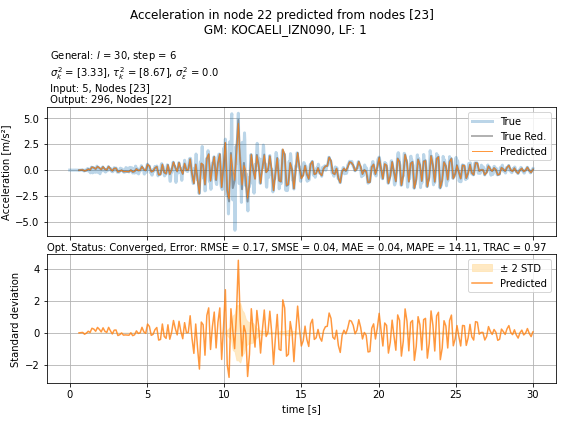 Acceleration in node 22 predicted from nodes [23]
GM: KOCAELI_IZN090, LF: 1
General: l = 30, step = 6
σ²ₖ = [3.33], τ²ₖ = [8.67], σ²ε = 0.0
Input: 5, Nodes [23]
Output: 296, Nodes [22]
Acceleration [m/s²]
5.0
2.5
0.0
−2.5
−5.0
True
True Red.
Predicted
Opt. Status: Converged, Error: RMSE = 0.17, SMSE = 0.04, MAE = 0.04, MAPE = 14.11, TRAC = 0.97
Standard deviation
4
2
0
−2
± 2 STD
Predicted
0
5
10
15
20
25
30
time [s]